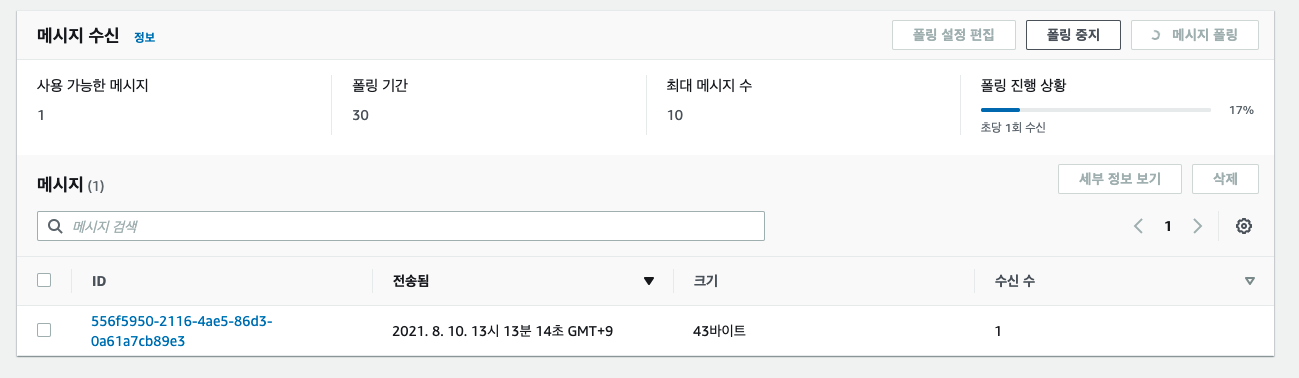 메시지 수신 정보
폴링 설정 편집
폴링 중지
메시지 폴링
사용 가능한 메시지
1
폴링 기간
30
최대 메시지 수
10
폴링 진행 상황
17%
초당 1회 수신
메시지 (1)
세부 정보 보기
삭제
메시지 검색
1
ID 전송됨 크기 수신 수
556f5950-2116-4ae5-86d3-
0a61a7cb89e3
2021. 8. 10. 13시 13분 14초 GMT+9
43바이트
1